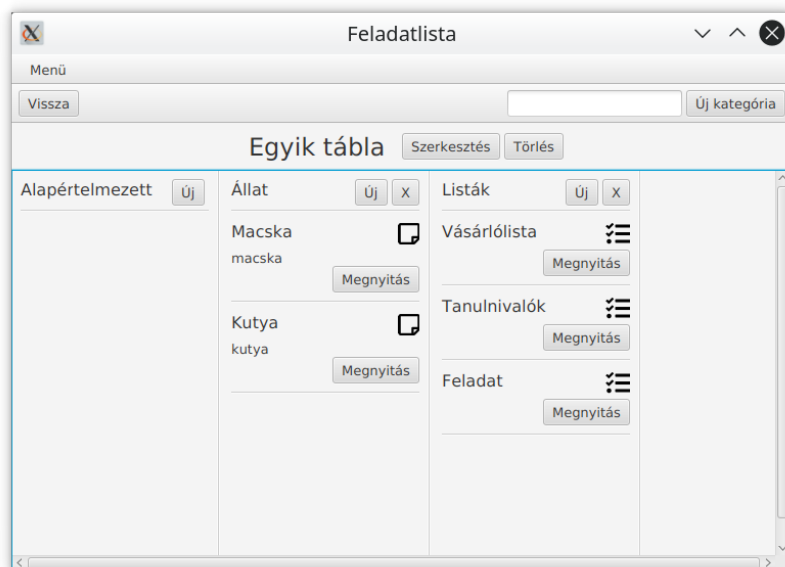 Feladatlista
Menü
Vissza
Új kategória
Egyik tábla
Szerkesztés
Törlés
Alapértelmezett
Új
Állat
Új
X
Macska
macska
Megnyitás
Kutya
kutya
Megnyitás
Listák
Új
X
Vásárlólista
Megnyitás
Tanulnivalók
Megnyitás
Feladat
Megnyitás